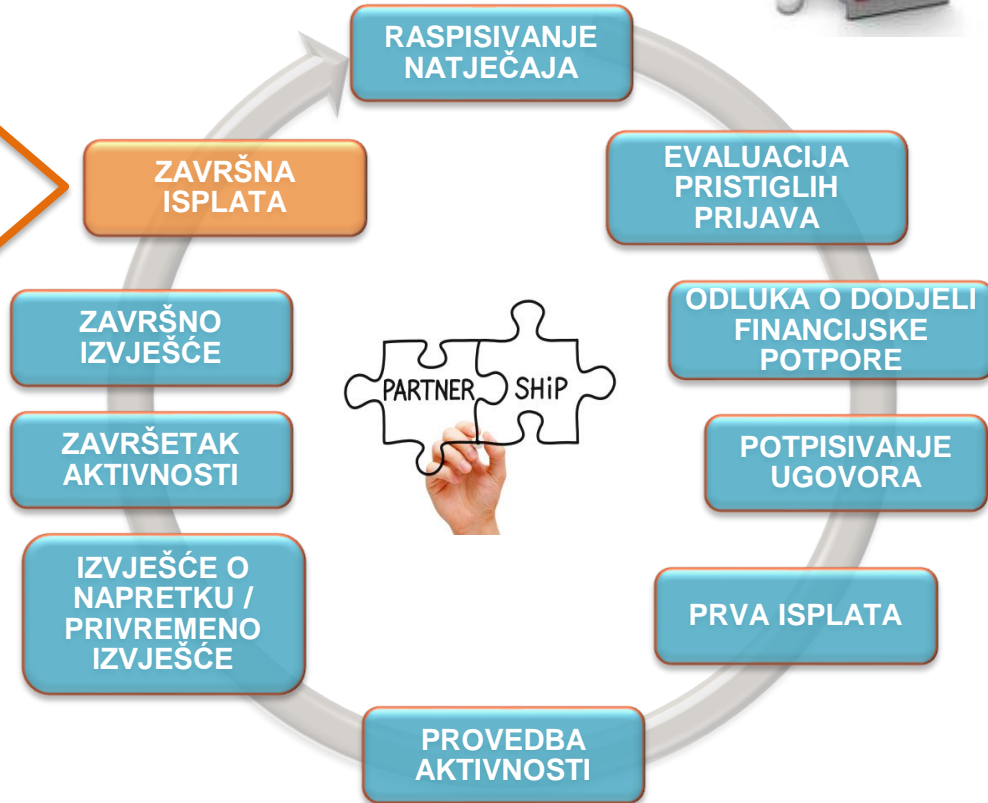 RASPISIVANJE
NATJEČAJA
EVALUACIJA
PRISTIGLIH
PRIJAVA
ODLUKA O DODJELI
FINANCIJSKE
POTPORE
POTPISIVANJE
UGOVORA
PRVA ISPLATA
PROVEDBA
AKTIVNOSTI
IZVJEŠĆE O
NAPRETKU /
PRIVREMENO
IZVJEŠĆE
ZAVRŠETAK
AKTIVNOSTI
ZAVRŠNO
IZVJEŠĆE
ZAVRŠNA
ISPLATA
PARTNER SHiP